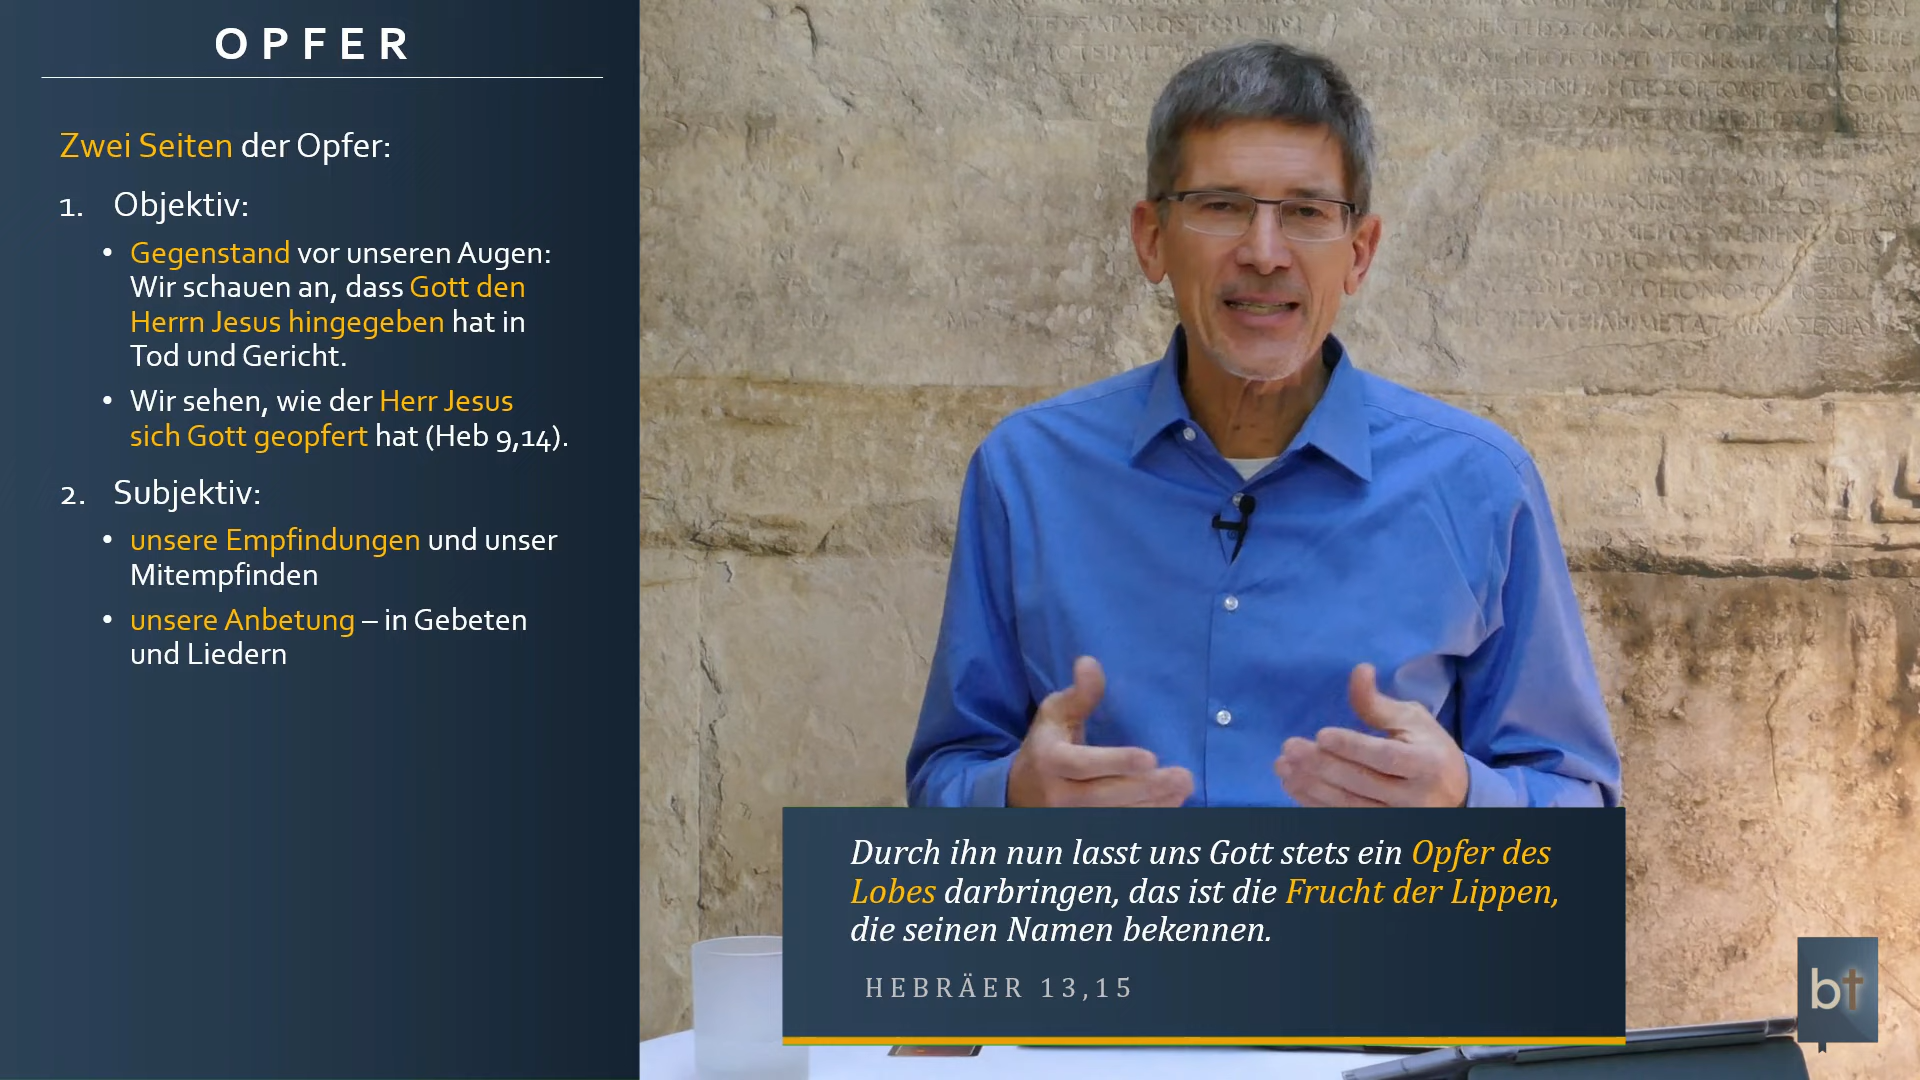 OPFER
Zwei Seiten der Opfer:
1. Objektiv:
• Gegenstand vor unseren Augen:
Wir schauen an, dass Gott den
Herrn Jesus hingegeben hat in
Tod und Gericht.
• Wir sehen, wie der Herr Jesus
sich Gott geopfert hat (Heb 9,14).
2. Subjektiv:
• unsere Empfindungen und unser
Mitempfinden
• unsere Anbetung – in Gebeten
und Liedern
Durch ihn nun lasst uns Gott stets ein Opfer des
Lobes darbringen, das ist die Frucht der Lippen,
die seinen Namen bekennen.
HEBRÄER 13,15
bt